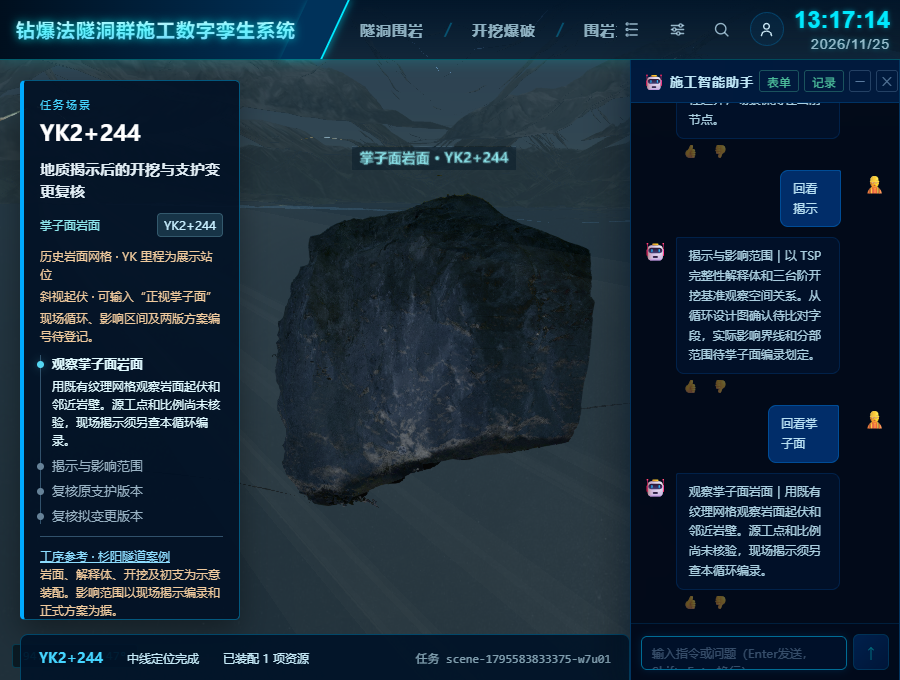 钻爆法隧洞群施工数字孪生系统
隧洞围岩 / 开挖爆破 / 围岩
13:17:14
2026/11/25
任务场景
YK2+244
地质揭示后的开挖与支护变
更复核
掌子面岩面 YK2+244
历史岩面网格 · YK 里程为展示站
位
斜视起伏 · 可输入“正视掌子面”
现场循环、影响区间及两版方案编
号待登记。
观察掌子面岩面
用既有纹理网格观察岩面起伏和
邻近岩壁。源工点和比例尚未核
验，现场揭示须另查本循环编
录。
揭示与影响范围
复核原支护版本
复核拟变更版本
工序参考 · 杉阳隧道案例
岩面、解释体、开挖及初支为示意
装配。影响范围以现场揭示编录和
正式方案为据。
掌子面岩面 · YK2+244
YK2+244 中线定位完成 已装配 1 项资源 任务 scene-1795583833375-w7u01
施工智能助手 表单 记录
节点。
回看
揭示
揭示与影响范围 | 以 TSP
完整性解释体和三台阶开
挖基准观察空间关系。从
循环设计图确认待比对字
段，实际影响界线和分部
范围待掌子面编录划定。
回看掌
子面
观察掌子面岩面 | 用既有
纹理网格观察岩面起伏和
邻近岩壁。源工点和比例
尚未核验，现场揭示须另
查本循环编录。
输入指令或问题（Enter发送，